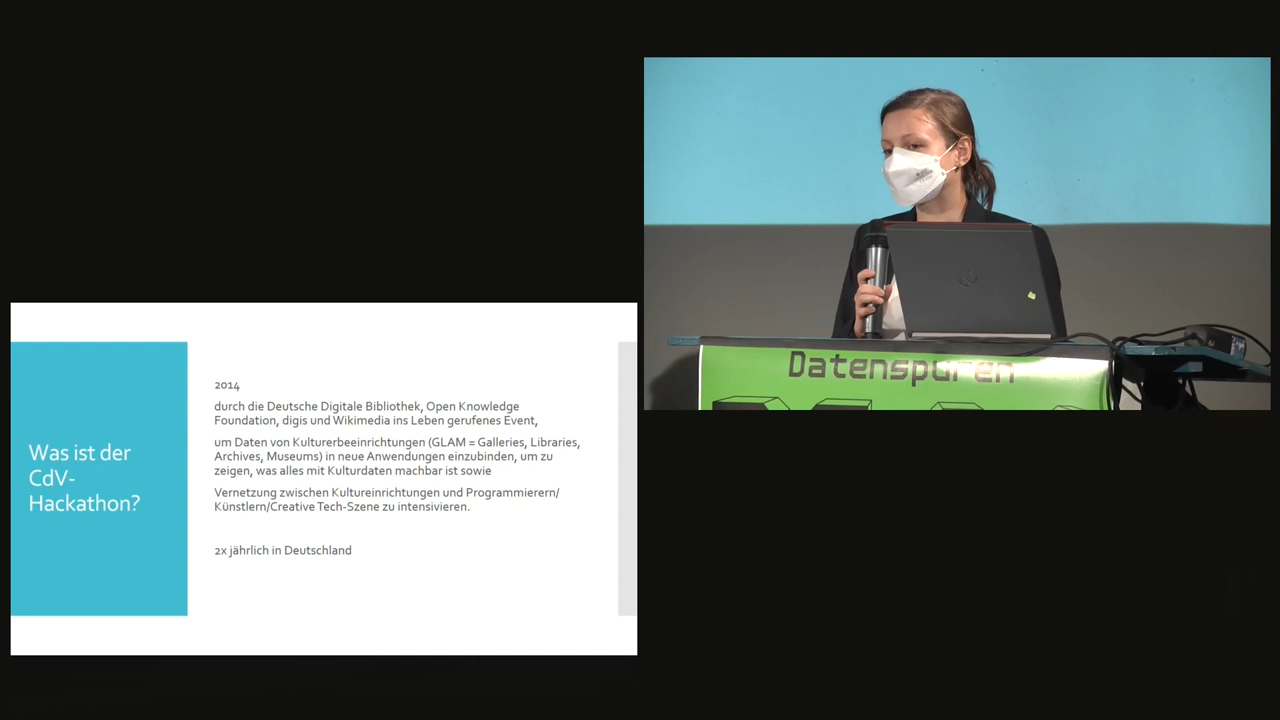 Was ist der
CdV-
Hackathon?
2014
durch die Deutsche Digitale Bibliothek, Open Knowledge
Foundation, digis und Wikimedia ins Leben gerufenes Event,
um Daten von Kulturerbeeinrichtungen (GLAM = Galleries, Libraries,
Archives, Museums) in neue Anwendungen einzubinden, um zu
zeigen, was alles mit Kulturdaten machbar ist sowie
Vernetzung zwischen Kultureinrichtungen und Programmierern/
Künstlern/Creative Tech-Szene zu intensivieren.
2x jährlich in Deutschland
Datenspuren